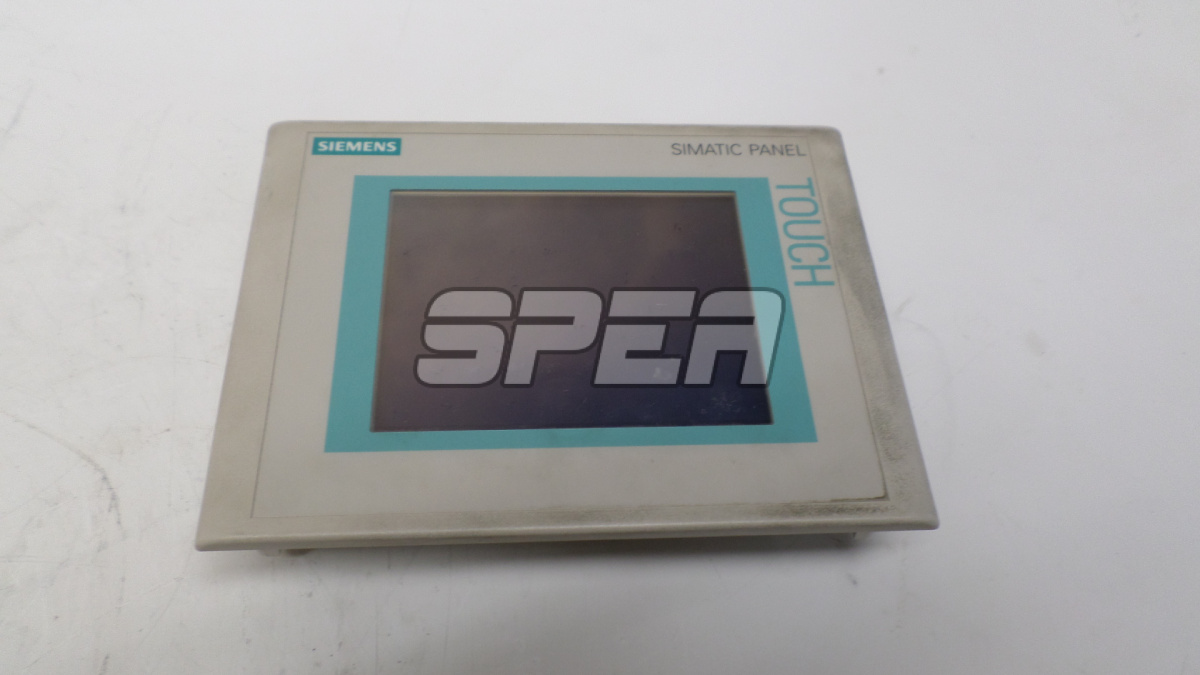 SIEMENS
SIMATIC PANEL
TOUCH
SPEA